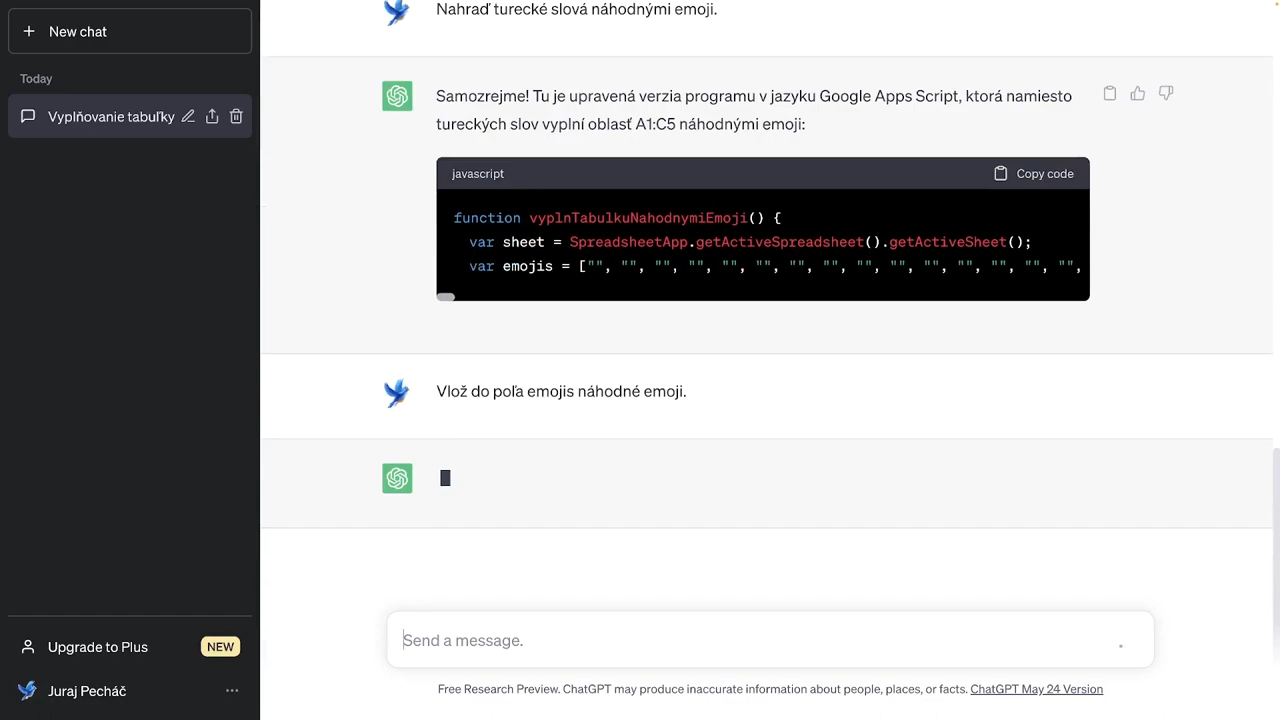 New chat
Today
Vyplňovanie tabuľky
Upgrade to Plus
NEW
Juraj Pecháč
Nahraď turecké slová náhodnými emoji.
Samozrejme! Tu je upravená verzia programu v jazyku Google Apps Script, ktorá namiesto
tureckých slov vyplní oblasť A1:C5 náhodnými emoji:
javascript
Copy code
function vyplnTabulkuNahodnymiEmoji() {
var sheet = SpreadsheetApp.getActiveSpreadsheet().getActiveSheet();
var emojis = ["", "", "", "", "", "", "", "", "", "", "", "", "", "", "",
Vlož do poľa emojis náhodné emoji.
Send a message.
Free Research Preview. ChatGPT may produce inaccurate information about people, places, or facts. ChatGPT May 24 Version